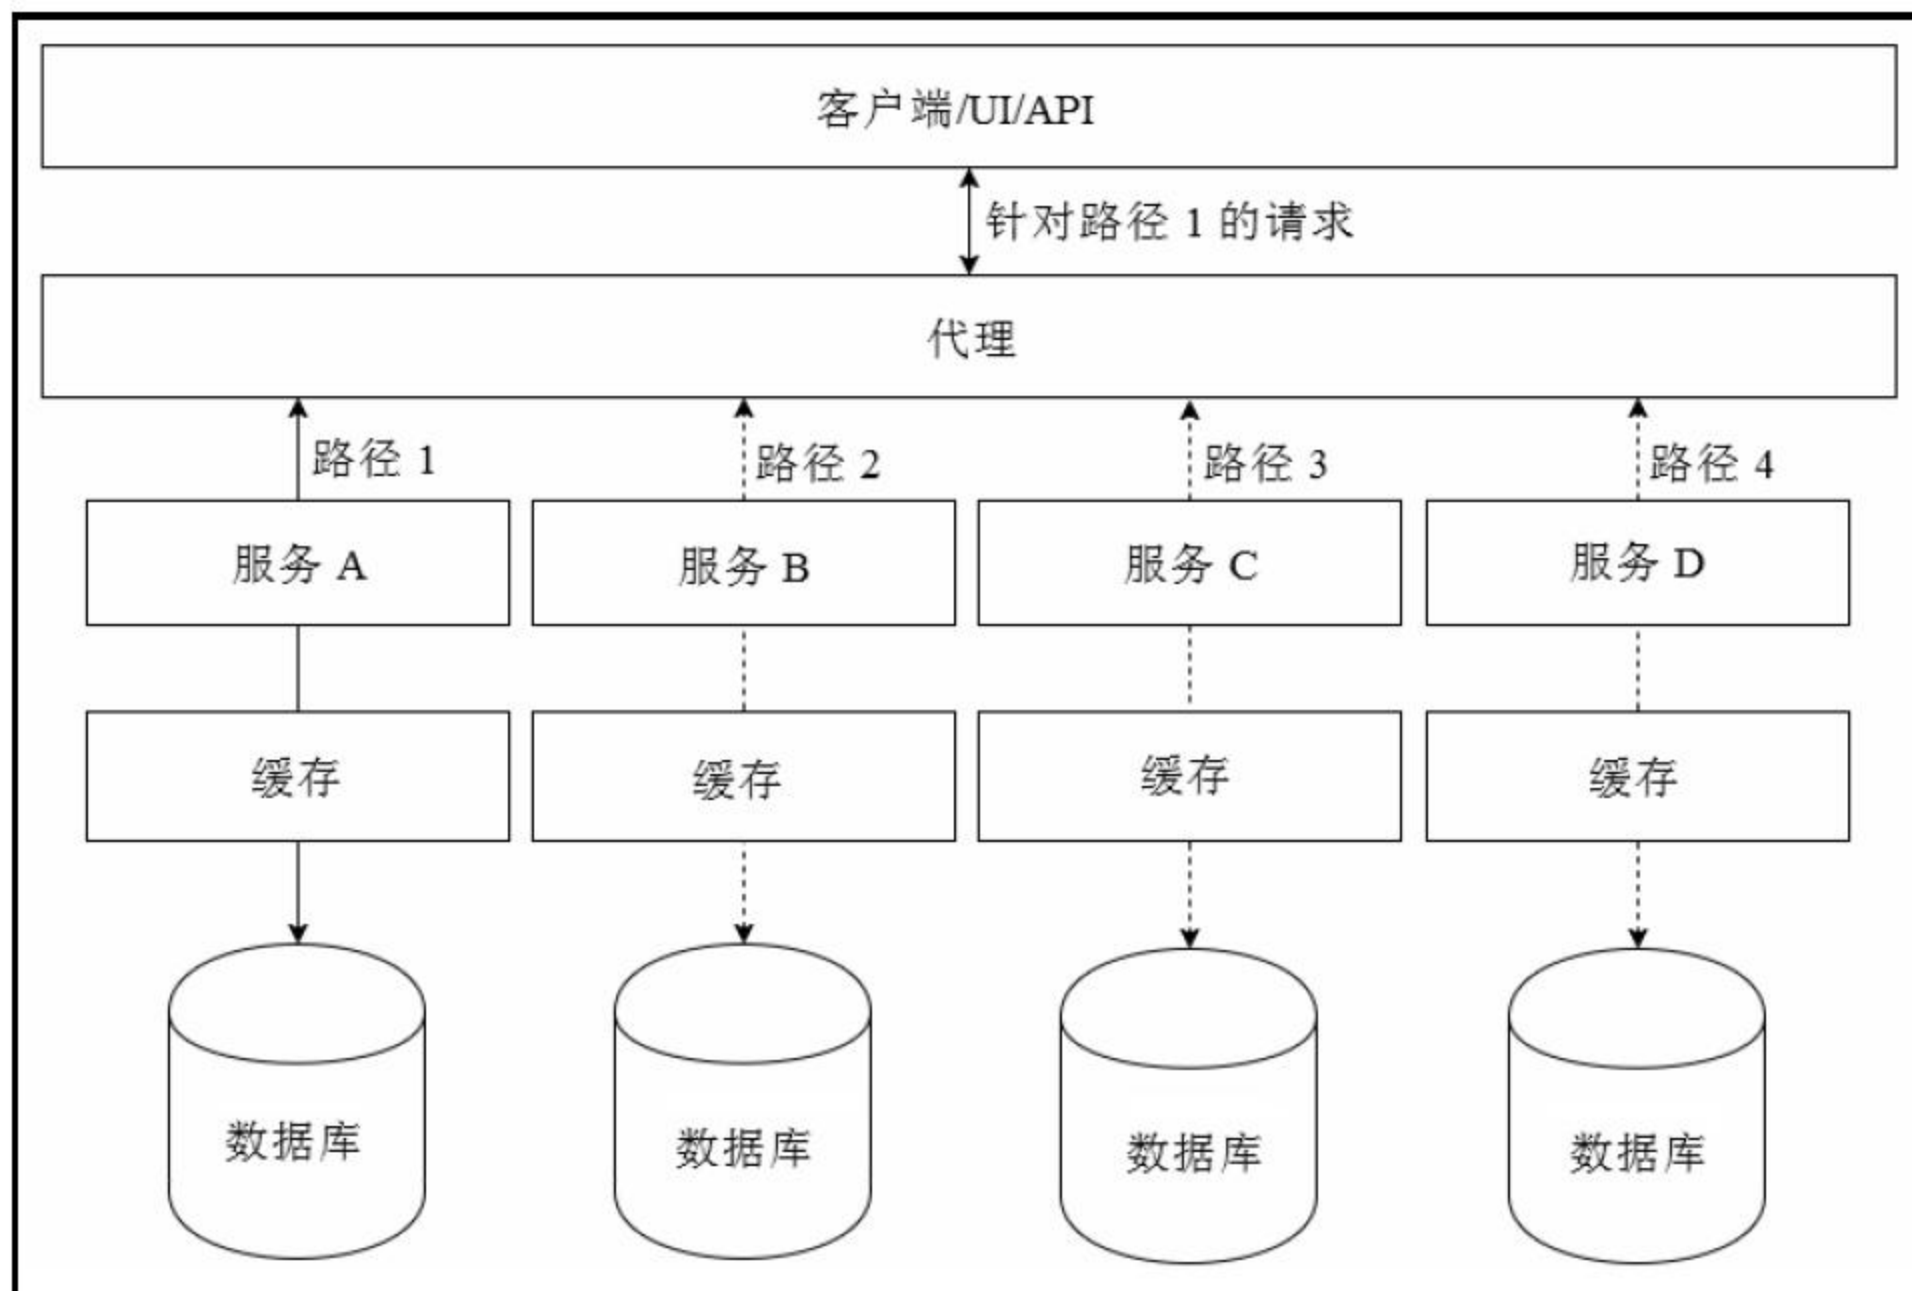 客户端/UI/API
针对路径 1 的请求
代理
路径 1
路径 2
路径 3
路径 4
服务 A
服务 B
服务 C
服务 D
缓存
缓存
缓存
缓存
数据库
数据库
数据库
数据库